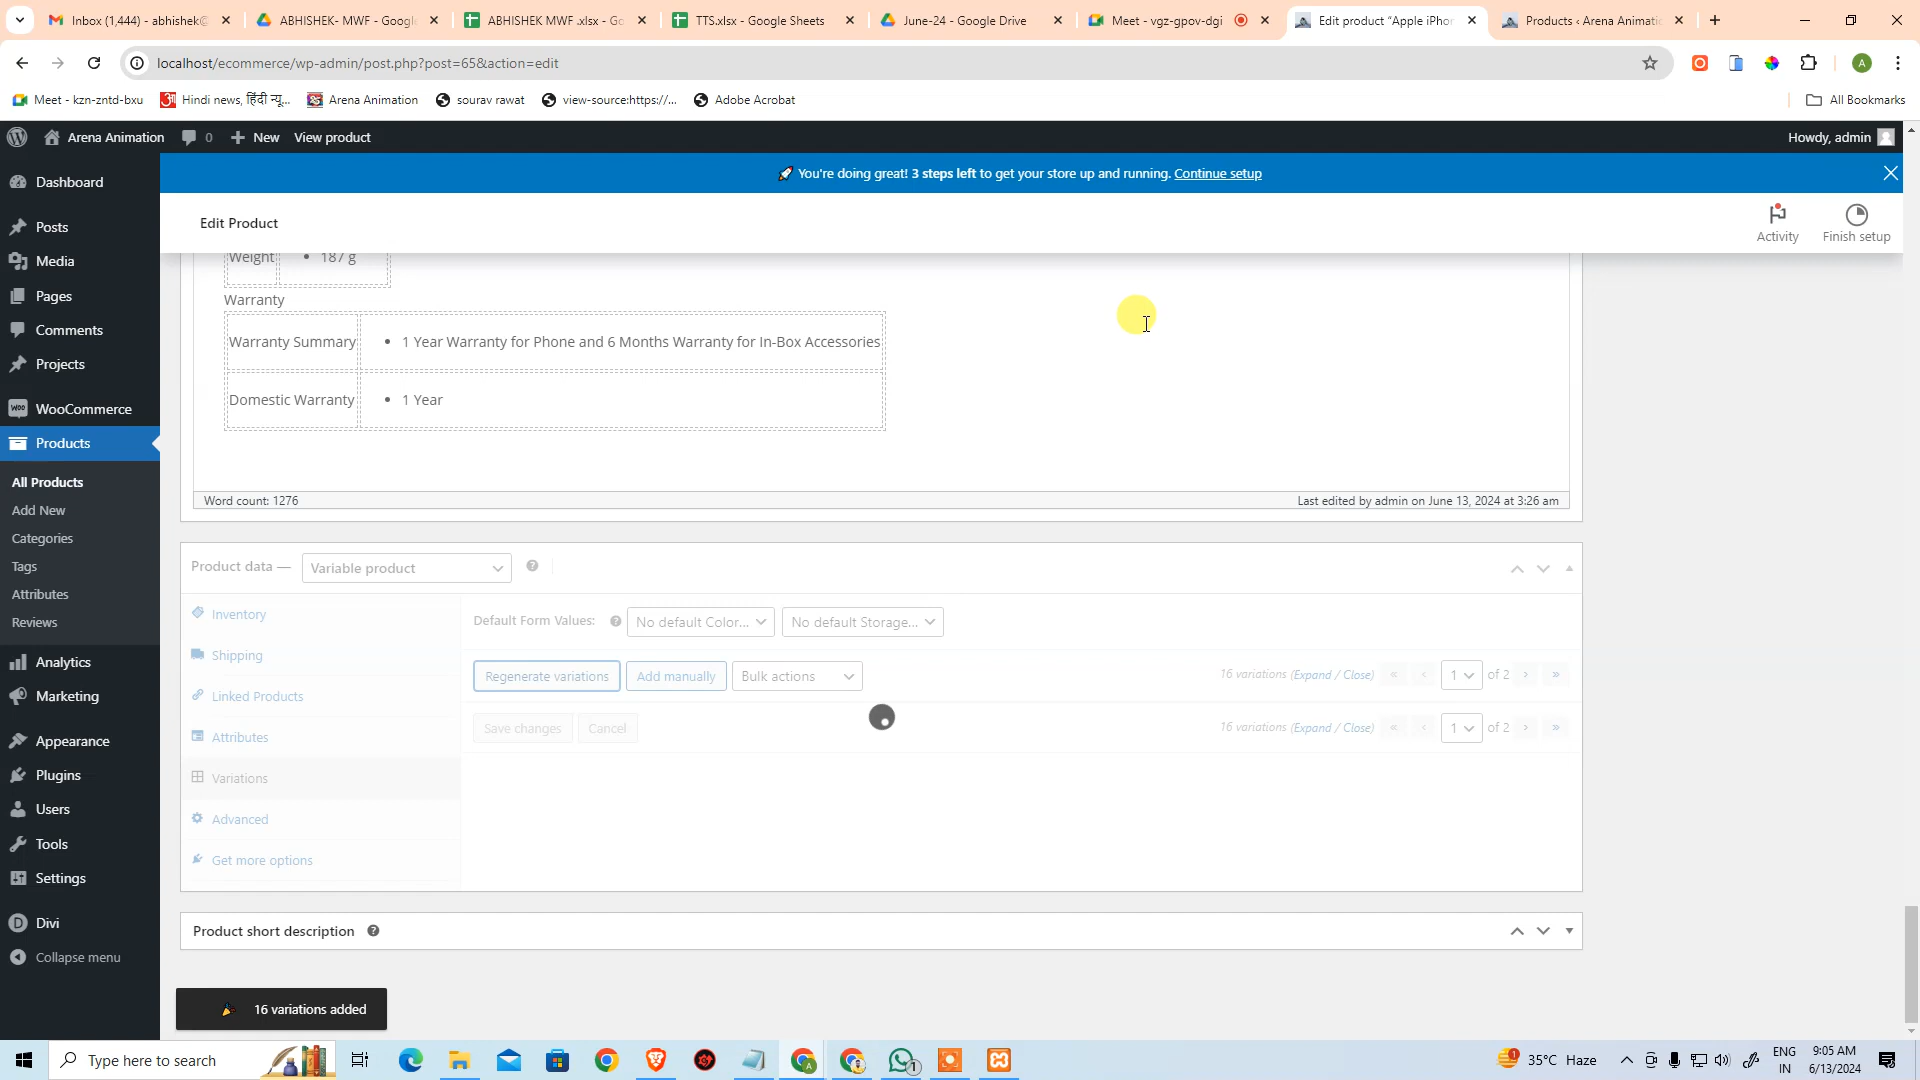 Inbox (1,444) - abhishek@
ABHISHEK- MWF - Google
ABHISHEK MWF .xlsx - Go
TTS.xlsx - Google Sheets
June-24 - Google Drive
Meet - vgz-gpov-dgi
Edit product “Apple iPhon
Products ‹ Arena Animatio
localhost/ecommerce/wp-admin/post.php?post=65&action=edit
A
Meet - kzn-zntd-bxu
Hindi news, हिंदी न्यू...
Arena Animation
sourav rawat
view-source:https://...
Adobe Acrobat
All Bookmarks
Arena Animation
0
New
View product
Howdy, admin
Dashboard
Posts
Media
Pages
Comments
Projects
WooCommerce
Products
All Products
Add New
Categories
Tags
Attributes
Reviews
Analytics
Marketing
Appearance
Plugins
Users
Tools
Settings
Divi
Collapse menu
You're doing great! 3 steps left to get your store up and running. Continue setup
Edit Product
Activity
Finish setup
Weight • 187 g
Warranty
Warranty Summary • 1 Year Warranty for Phone and 6 Months Warranty for In-Box Accessories
Domestic Warranty • 1 Year
Word count: 1276
Last edited by admin on June 13, 2024 at 3:26 am
Product data — Variable product
Inventory
Shipping
Linked Products
Attributes
Variations
Advanced
Get more options
Default Form Values: No default Color... No default Storage...
Regenerate variations Add manually Bulk actions 16 variations (Expand / Close) « ‹ 1 of 2 › »
Save changes Cancel 16 variations (Expand / Close) « ‹ 1 of 2 › »
Product short description
16 variations added
Type here to search
35°C Haze
ENG
IN
9:05 AM
6/13/2024